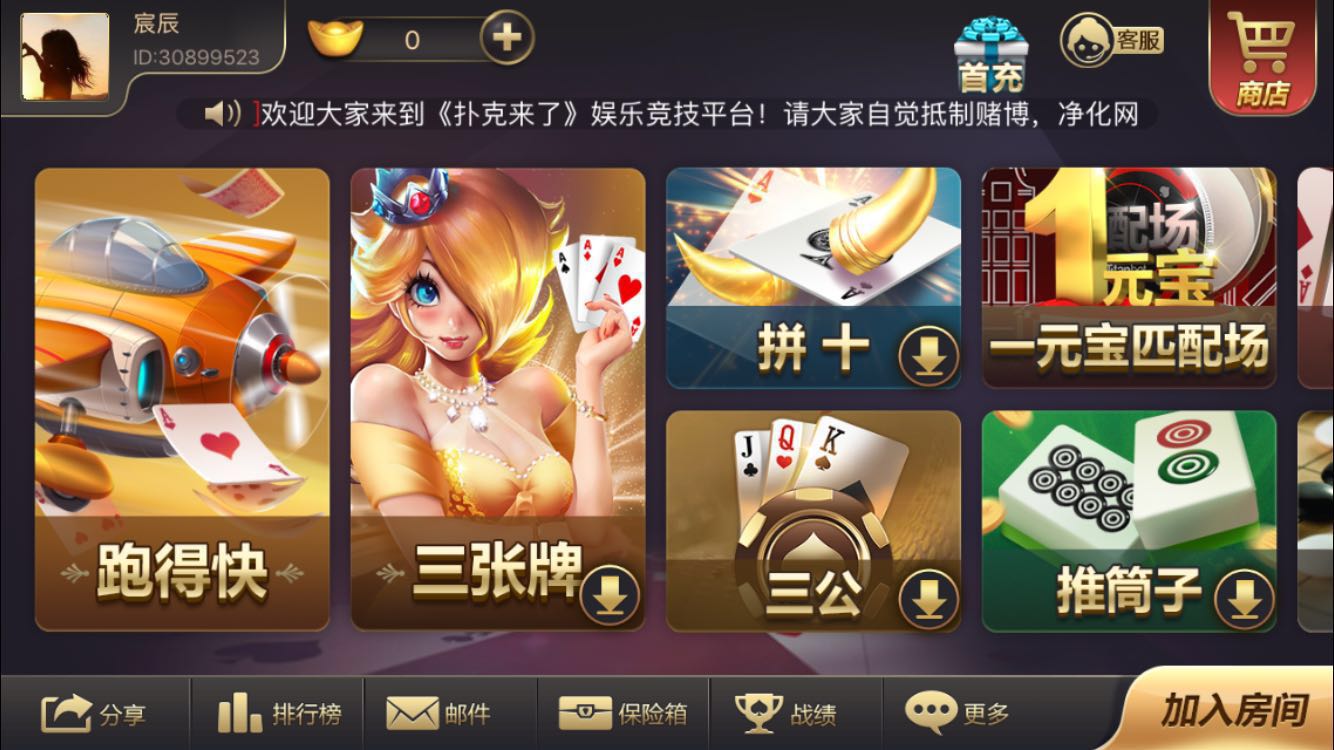 宸辰
ID:30899523
0
首充
客服
商店
]欢迎大家来到《扑克来了》娱乐竞技平台！请大家自觉抵制赌博，净化网
跑得快
三张牌
拼十
1
配场
元宝
一元宝匹配场
J Q K
三公
推筒子
分享
排行榜
邮件
保险箱
战绩
更多
加入房间